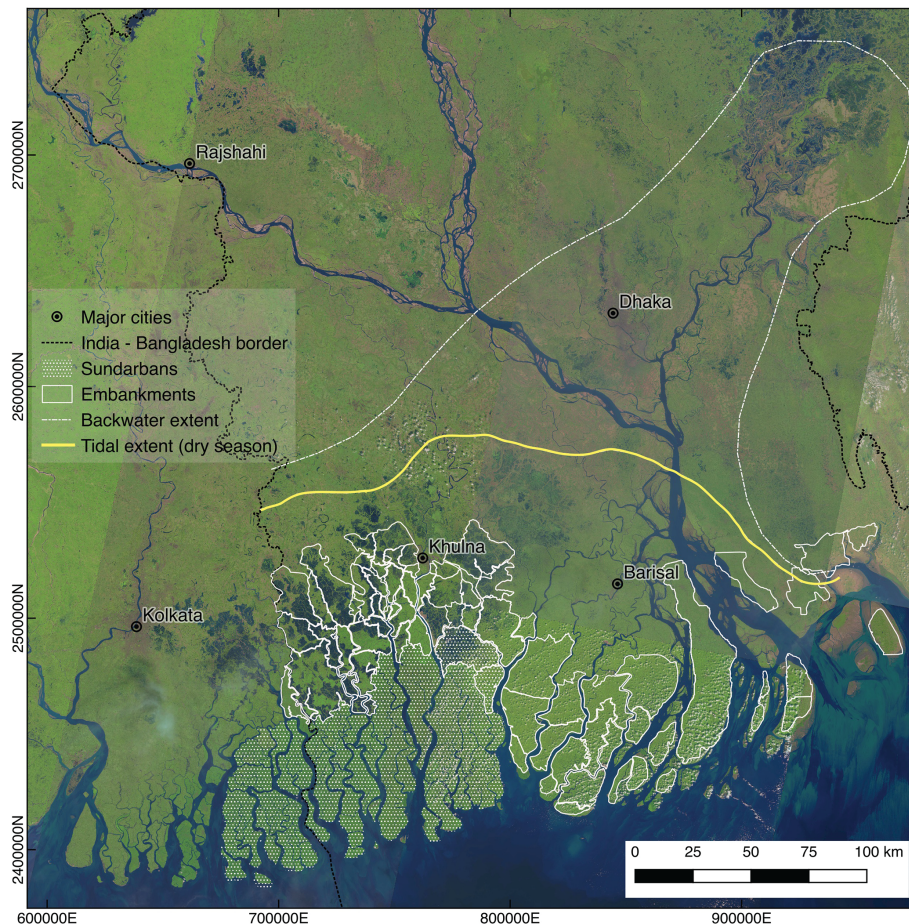 Rajshahi
Dhaka
Major cities
India - Bangladesh border
Sundarbans
Embankments
Backwater extent
Tidal extent (dry season)
Khulna
Barisal
Kolkata
0 25 50 75 100 km
2700000N
2600000N
2500000N
2400000N
600000E 700000E 800000E 900000E